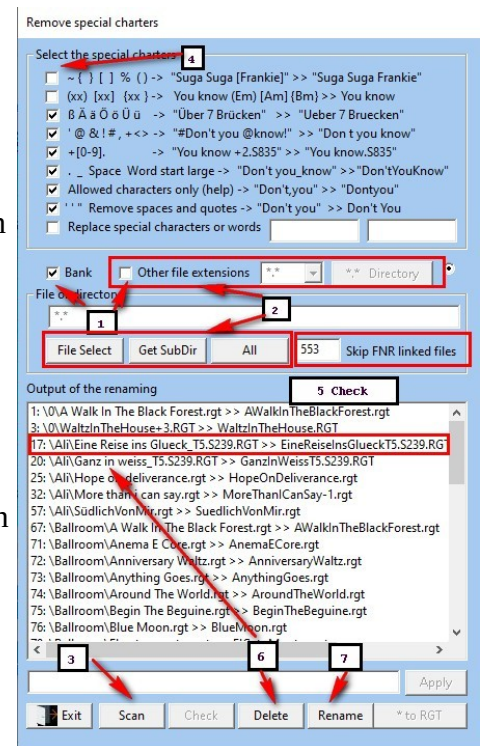 Remove special charters
Select the special charters
4
~ { } [ ] % ( ) -> "Suga Suga [Frankie]" >> "Suga Suga Frankie"
(xx) [xx] {xx } -> You know (Em) [Am] {Bm} >> You know
ß Ä ä Ö ö Ü ü -> "Über 7 Brücken" >> "Ueber 7 Bruecken"
' @ & ! # , + <> -> "#Don't you @know!" >> "Don t you know"
+[0-9]. -> "You know +2.S835" >> "You know.S835"
. _ Space Word start large -> "Don't you_know" >>"Don'tYouKnow"
Allowed characters only (help) -> "Don't,you" >> "Dontyou"
' ' " Remove spaces and quotes -> "Don't you" >> Don't You
Replace special characters or words
Bank
Other file extensions
*.*
*.* Directory
File or directory
1
2
*.*
File Select
Get SubDir
All
553
Skip FNR linked files
Output of the renaming
5 Check
1: \0\A Walk In The Black Forest.rgt >> AWalkInTheBlackForest.rgt
3: \0\WaltzInTheHouse+3.RGT >> WaltzInTheHouse.RGT
17: \Ali\Eine Reise ins Glueck_T5.S239.RGT >> EineReiseInsGlueckT5.S239.RGT
20: \Ali\Ganz in weiss_T5.S239.RGT >> GanzInWeissT5.S239.RGT
25: \Ali\Hope on deliverance.rgt >> HopeOnDeliverance.rgt
32: \Ali\More than i can say.rgt >> MoreThanICanSay-1.rgt
57: \Ali\SüdlichVonMir.rgt >> SuedlichVonMir.rgt
67: \Ballroom\A Walk In The Black Forest.rgt >> AWalkInTheBlackForest.rgt
71: \Ballroom\Anema E Core.rgt >> AnemaECore.rgt
72: \Ballroom\Anniversary Waltz.rgt >> AnniversaryWaltz.rgt
73: \Ballroom\Anything Goes.rgt >> AnythingGoes.rgt
74: \Ballroom\Around The World.rgt >> AroundTheWorld.rgt
75: \Ballroom\Begin The Beguine.rgt >> BeginTheBeguine.rgt
76: \Ballroom\Blue Moon.rgt >> BlueMoon.rgt
3
6
7
Apply
Exit
Scan
Check
Delete
Rename
* to RGT